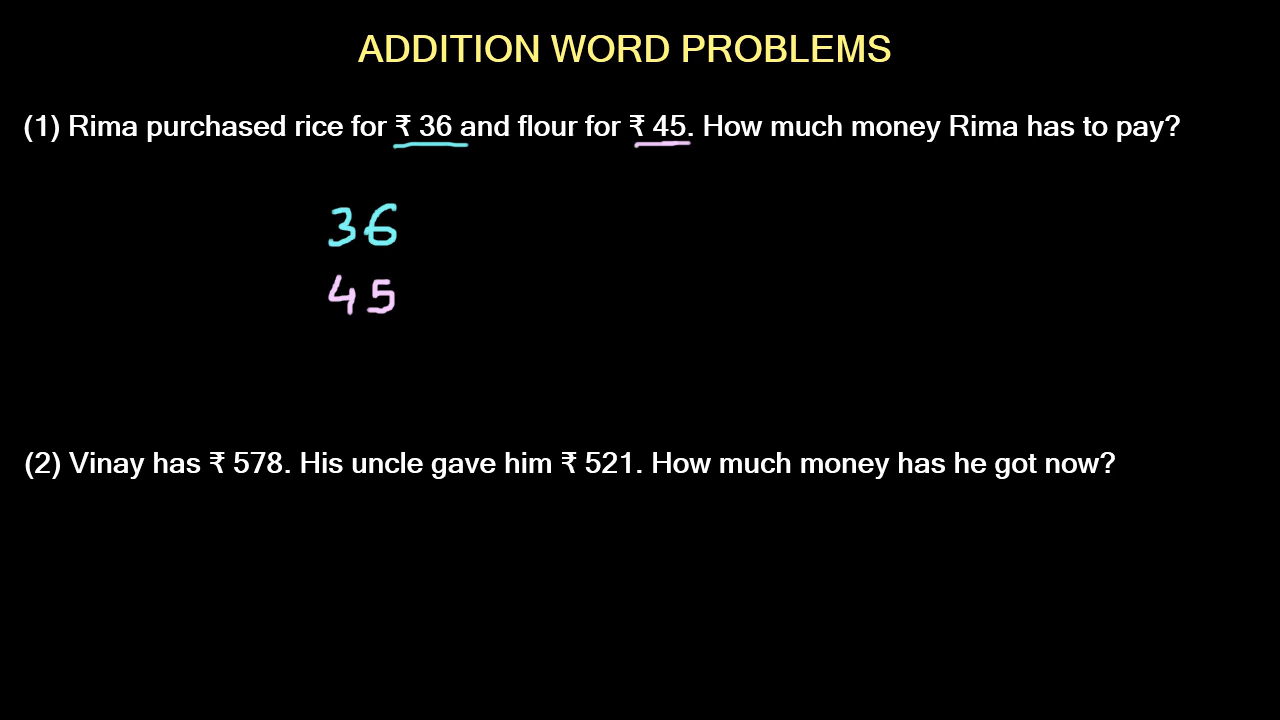 ADDITION WORD PROBLEMS
(1) Rima purchased rice for ₹ 36 and flour for ₹ 45. How much money Rima has to pay?
36
45
(2) Vinay has ₹ 578. His uncle gave him ₹ 521. How much money has he got now?